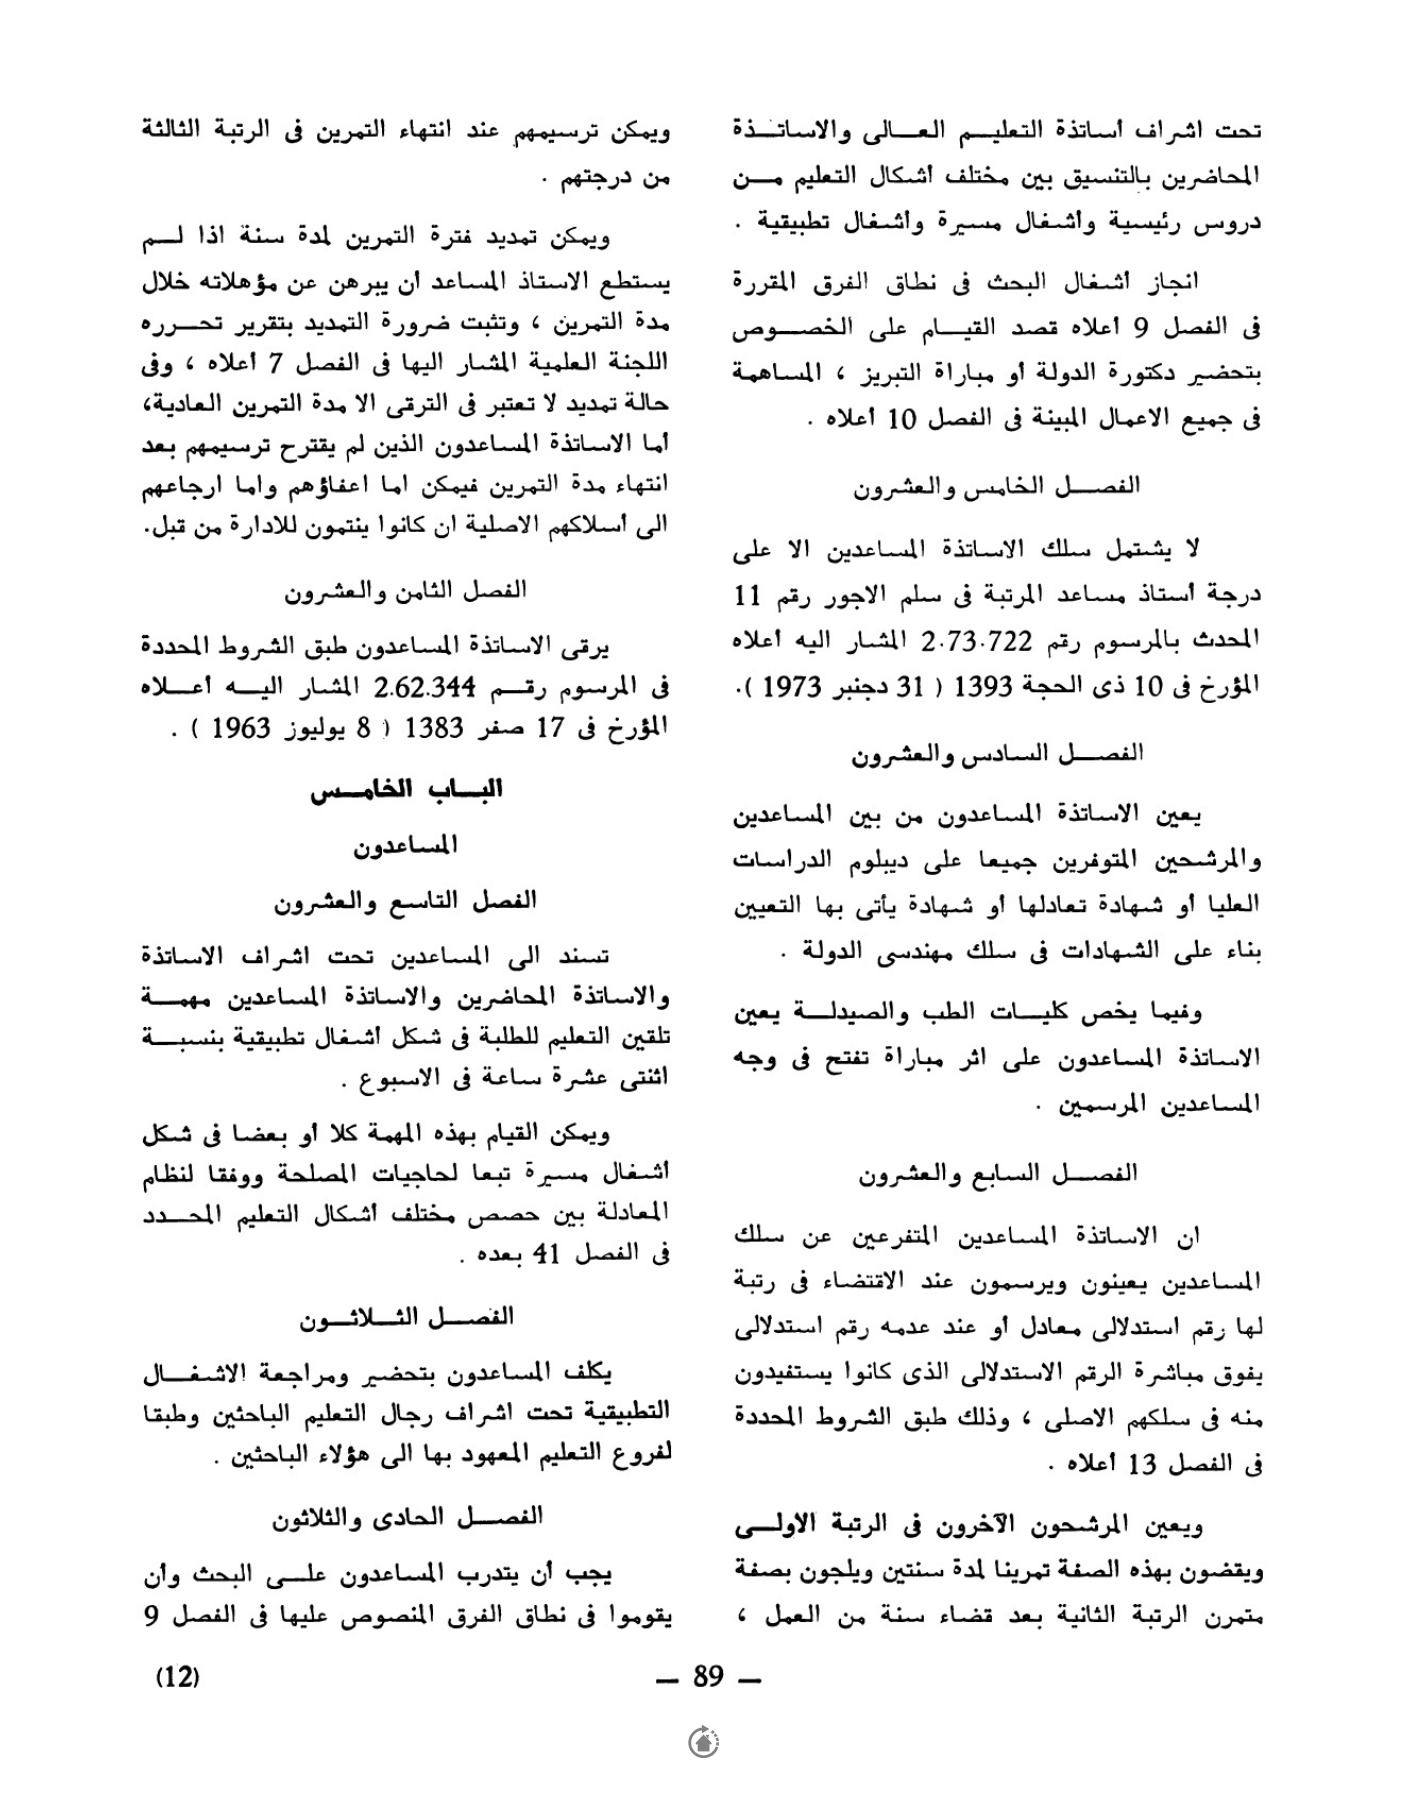 تحت اشراف أساتذة التعليم العالى والاساتذة
المحاضرين بالتنسيق بين مختلف أشكال التعليم من
دروس رئيسية وأشغال مسيرة وأشغال تطبيقية .
انجاز أشغال البحث فى نطاق الفرق المقررة
فى الفصل 9 أعلاه قصد القيام على الخصوص
بتحضير دكتورة الدولة أو مباراة التبريز ، المساهمة
فى جميع الاعمال المبينة فى الفصل 10 أعلاه .
الفصل الخامس والعشرون
لا يشتمل سلك الاساتذة المساعدين الا على
درجة أستاذ مساعد المرتبة فى سلم الاجور رقم 11
المحدث بالمرسوم رقم 2.73.722 المشار اليه أعلاه
المؤرخ فى 10 ذى الحجة 1393 ( 31 دجنبر 1973 ).
الفصل السادس والعشرون
يعين الاساتذة المساعدون من بين المساعدين
والمرشحين المتوفرين جميعا على ديبلوم الدراسات
العليا أو شهادة تعادلها أو شهادة يأتى بها التعيين
بناء على الشهادات فى سلك مهندسى الدولة .
وفيما يخص كليات الطب والصيدلة يعين
الاساتذة المساعدون على اثر مباراة تفتح فى وجه
المساعدين المرسمين .
الفصل السابع والعشرون
ان الاساتذة المساعدين المتفرعين عن سلك
المساعدين يعينون ويرسمون عند الاقتضاء فى رتبة
لها رقم استدلالى معادل أو عند عدمه رقم استدلالى
يفوق مباشرة الرقم الاستدلالى الذى كانوا يستفيدون
منه فى سلكهم الاصلى ، وذلك طبق الشروط المحددة
فى الفصل 13 أعلاه .
ويعين المرشحون الآخرون فى الرتبة الاولى
ويقضون بهذه الصفة تمرينا لمدة سنتين ويلجون بصفة
متمرن الرتبة الثانية بعد قضاء سنة من العمل ،
ويمكن ترسيمهم عند انتهاء التمرين فى الرتبة الثالثة
من درجتهم .
ويمكن تمديد فترة التمرين لمدة سنة اذا لم
يستطع الاستاذ المساعد أن يبرهن عن مؤهلاته خلال
مدة التمرين ، وتثبت ضرورة التمديد بتقرير تحرره
اللجنة العلمية المشار اليها فى الفصل 7 أعلاه ، وفى
حالة تمديد لا تعتبر فى الترقى الا مدة التمرين العادية،
أما الاساتذة المساعدون الذين لم يقترح ترسيمهم بعد
انتهاء مدة التمرين فيمكن اما اعفاؤهم واما ارجاعهم
الى أسلاكهم الاصلية ان كانوا ينتمون للادارة من قبل.
الفصل الثامن والعشرون
يرقى الاساتذة المساعدون طبق الشروط المحددة
فى المرسوم رقم 2.62.344 المشار اليه أعلاه
المؤرخ فى 17 صفر 1383 ( 8 يوليوز 1963 ) .
الباب الخامس
المساعدون
الفصل التاسع والعشرون
تسند الى المساعدين تحت اشراف الاساتذة
والاساتذة المحاضرين والاساتذة المساعدين مهمة
تلقين التعليم للطلبة فى شكل أشغال تطبيقية بنسبة
اثنتى عشرة ساعة فى الاسبوع .
ويمكن القيام بهذه المهمة كلا أو بعضا فى شكل
أشغال مسيرة تبعا لحاجيات المصلحة ووفقا لنظام
المعادلة بين حصص مختلف أشكال التعليم المحدد
فى الفصل 41 بعده .
الفصل الثلاثون
يكلف المساعدون بتحضير ومراجعة الاشغال
التطبيقية تحت اشراف رجال التعليم الباحثين وطبقا
لفروع التعليم المعهود بها الى هؤلاء الباحثين .
الفصل الحادى والثلاثون
يجب أن يتدرب المساعدون على البحث وأن
يقوموا فى نطاق الفرق المنصوص عليها فى الفصل 9
— 89 —
(12)